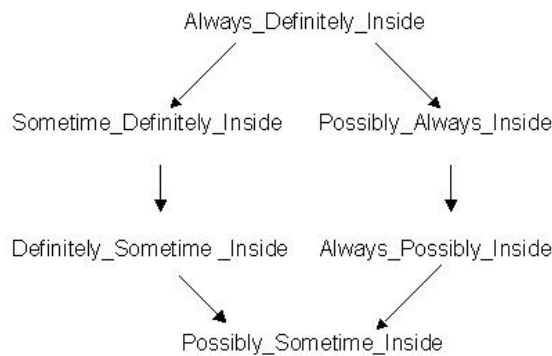 Always_Definitely_Inside
Sometime_Definitely_Inside Possibly_Always_Inside
Definitely_Sometime _Inside Always_Possibly_Inside
Possibly_Sometime_Inside